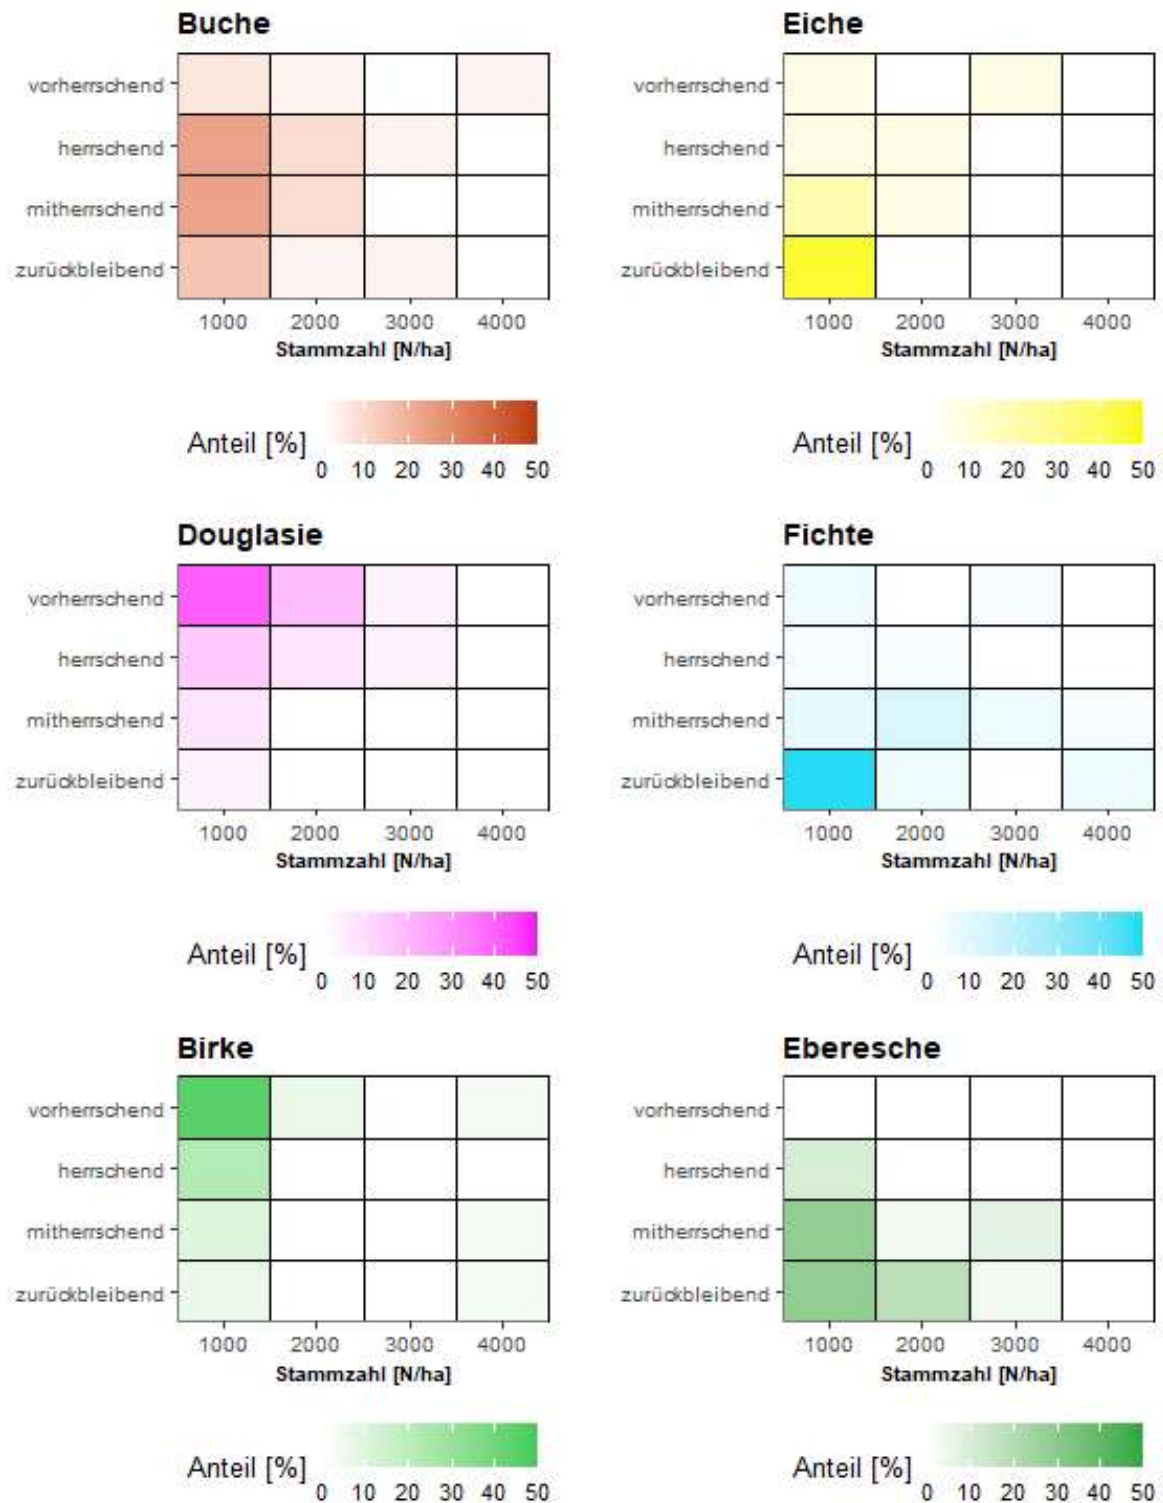 Buche
vorherrschend
herrschend
mitherrschend
zurückbleibend
1000 2000 3000 4000
Stammzahl [N/ha]
Anteil [%]
0 10 20 30 40 50
Eiche
vorherrschend
herrschend
mitherrschend
zurückbleibend
1000 2000 3000 4000
Stammzahl [N/ha]
Anteil [%]
0 10 20 30 40 50
Douglasie
vorherrschend
herrschend
mitherrschend
zurückbleibend
1000 2000 3000 4000
Stammzahl [N/ha]
Anteil [%]
0 10 20 30 40 50
Fichte
vorherrschend
herrschend
mitherrschend
zurückbleibend
1000 2000 3000 4000
Stammzahl [N/ha]
Anteil [%]
0 10 20 30 40 50
Birke
vorherrschend
herrschend
mitherrschend
zurückbleibend
1000 2000 3000 4000
Stammzahl [N/ha]
Anteil [%]
0 10 20 30 40 50
Eberesche
vorherrschend
herrschend
mitherrschend
zurückbleibend
1000 2000 3000 4000
Stammzahl [N/ha]
Anteil [%]
0 10 20 30 40 50